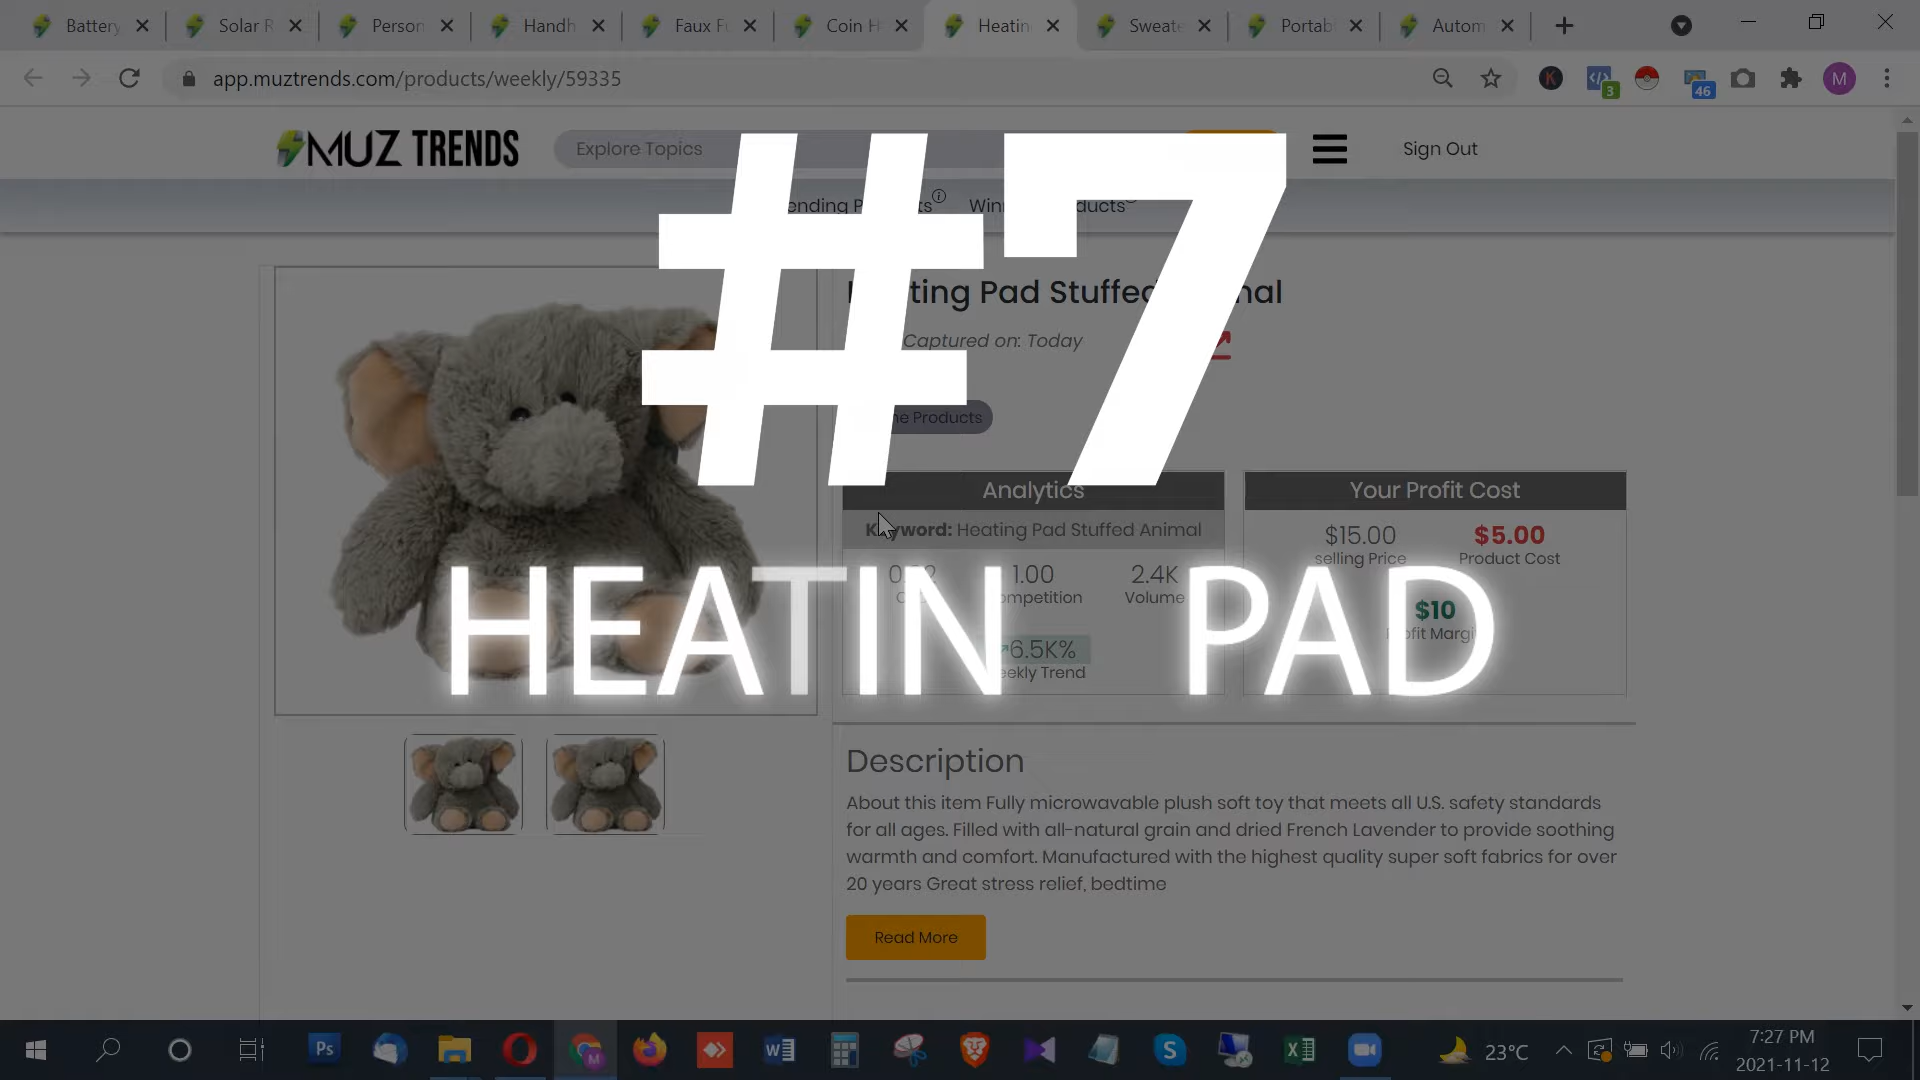 Battery
Solar R
Person
Handh
Faux F
Coin H
Heatin
Sweate
Portab
Autom
app.muztrends.com/products/weekly/59335
K
3
46
M
MUZ TRENDS
Explore Topics
Sign Out
#7
Captured on: Today
Analytics
Your Profit Cost
Keyword: Heating Pad Stuffed Animal
$15.00
$5.00
selling Price
Product Cost
1.00
2.4K
Volume
$10
6.5K%
HEATIN PAD
Description
About this item Fully microwavable plush soft toy that meets all U.S. safety standards
for all ages. Filled with all-natural grain and dried French Lavender to provide soothing
warmth and comfort. Manufactured with the highest quality super soft fabrics for over
20 years Great stress relief, bedtime
Read More
Ps
23°C
7:27 PM
2021-11-12